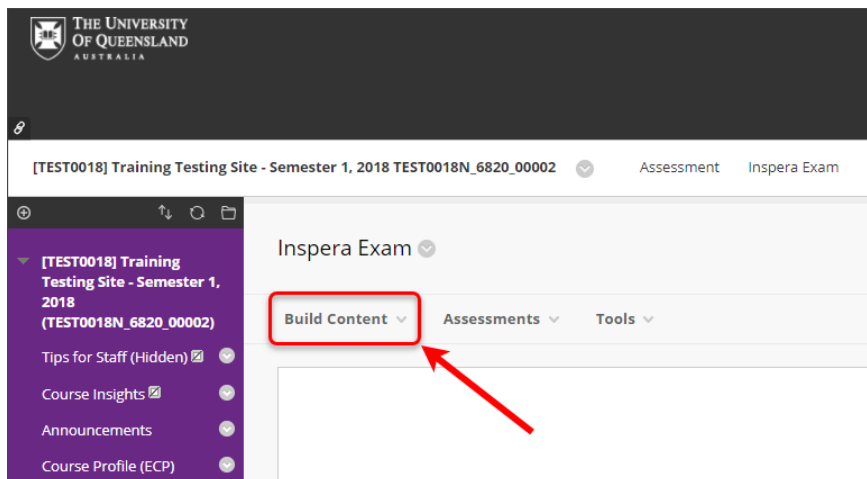 THE UNIVERSITY
OF QUEENSLAND
AUSTRALIA
[TEST0018] Training Testing Site - Semester 1, 2018 TEST0018N_6820_00002 Assessment Inspera Exam
[TEST0018] Training
Testing Site - Semester 1,
2018
(TEST0018N_6820_00002)
Tips for Staff (Hidden)
Course Insights
Announcements
Course Profile (ECP)
Inspera Exam
Build Content Assessments Tools